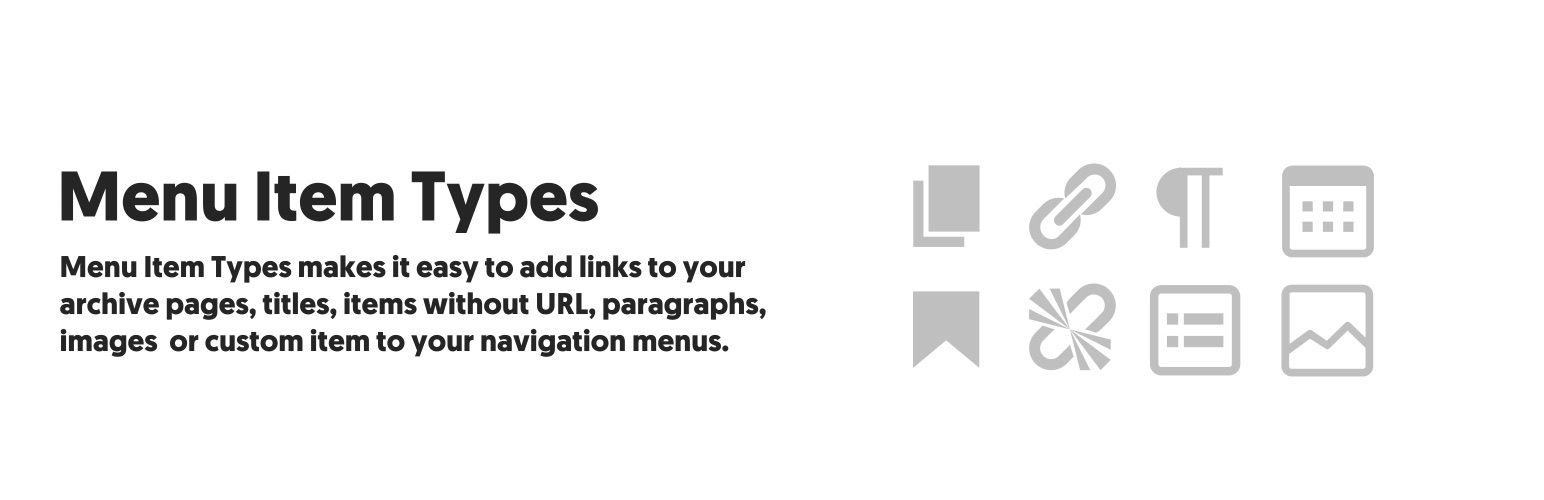 Menu Item Types
Menu Item Types makes it easy to add links to your
archive pages, titles, items without URL, paragraphs,
images  or custom item to your navigation menus.